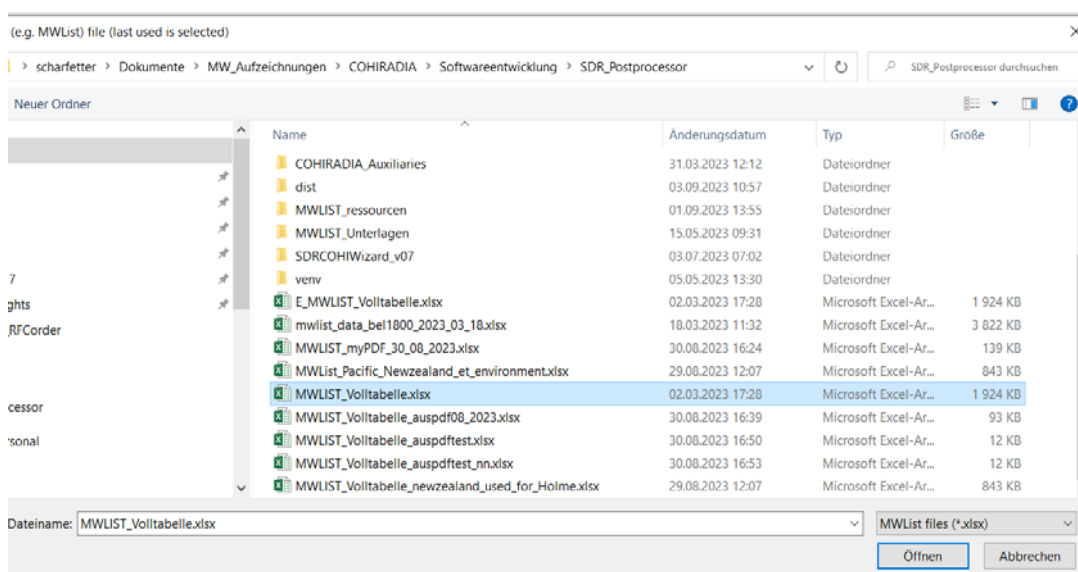 (e.g. MWList) file (last used is selected)
› scharfetter › Dokumente › MW_Aufzeichnungen › COHIRADIA › Softwareentwicklung › SDR_Postprocessor
SDR_Postprocessor durchsuchen
Neuer Ordner
?
Name Änderungsdatum Typ Größe
COHIRADIA_Auxiliaries 31.03.2023 12:12 Dateiordner
dist 03.09.2023 10:57 Dateiordner
MWLIST_ressourcen 01.09.2023 13:55 Dateiordner
MWLIST_Unterlagen 15.05.2023 09:31 Dateiordner
SDRCOHIWizard_v07 03.07.2023 07:02 Dateiordner
7 venv 05.05.2023 13:30 Dateiordner
ghts E_MWLIST_Volltabelle.xlsx 02.03.2023 17:28 Microsoft Excel-Ar... 1 924 KB
RFCorder mwlist_data_bel1800_2023_03_18.xlsx 18.03.2023 11:32 Microsoft Excel-Ar... 3 822 KB
MWLIST_myPDF_30_08_2023.xlsx 30.08.2023 16:24 Microsoft Excel-Ar... 139 KB
MWList_Pacific_Newzealand_et_environment.xlsx 29.08.2023 12:07 Microsoft Excel-Ar... 843 KB
MWLIST_Volltabelle.xlsx 02.03.2023 17:28 Microsoft Excel-Ar... 1 924 KB
cessor MWLIST_Volltabelle_auspdf08_2023.xlsx 30.08.2023 16:39 Microsoft Excel-Ar... 93 KB
rsonal MWLIST_Volltabelle_auspdftest.xlsx 30.08.2023 16:50 Microsoft Excel-Ar... 12 KB
MWLIST_Volltabelle_auspdftest_nn.xlsx 30.08.2023 16:53 Microsoft Excel-Ar... 12 KB
MWLIST_Volltabelle_newzealand_used_for_Holme.xlsx 29.08.2023 12:07 Microsoft Excel-Ar... 843 KB
Dateiname: MWLIST_Volltabelle.xlsx MWList files (*.xlsx)
Öffnen Abbrechen